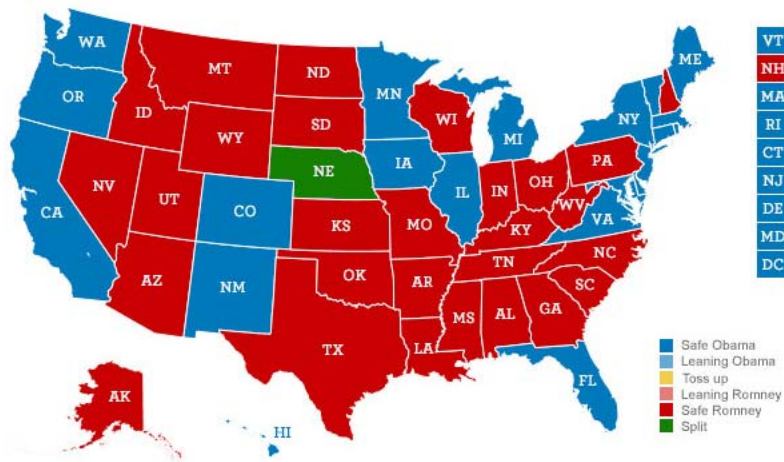 WA
MT
ND
MN
ME
OR
ID
SD
WI
NY
MI
WY
IA
NE
PA
NV
UT
IL
IN
OH
CA
CO
WV
VA
KS
MO
KY
NC
TN
AZ
NM
OK
AR
SC
MS
AL
GA
TX
LA
FL
AK
HI
VT
NH
MA
RI
CT
NJ
DE
MD
DC
Safe Obama
Leaning Obama
Toss up
Leaning Romney
Safe Romney
Split